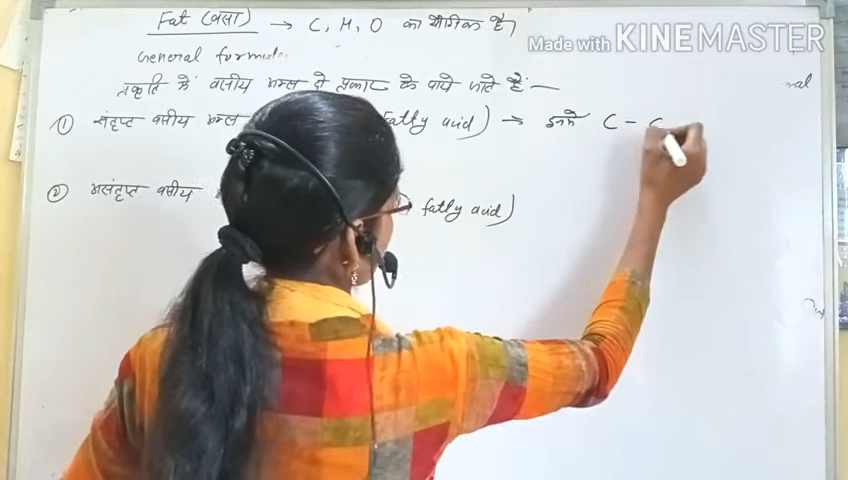 Fat (वसा) → C, H, O का यौगिक है।
Made with KINEMASTER
General formula
प्रकृति में वसीय अम्ल दो प्रकार के पाये जाते हैं —
① संतृप्त वसीय अम्ल Fatty acid) → इनमे C - C
② असंतृप्त वसीय fatty acid)